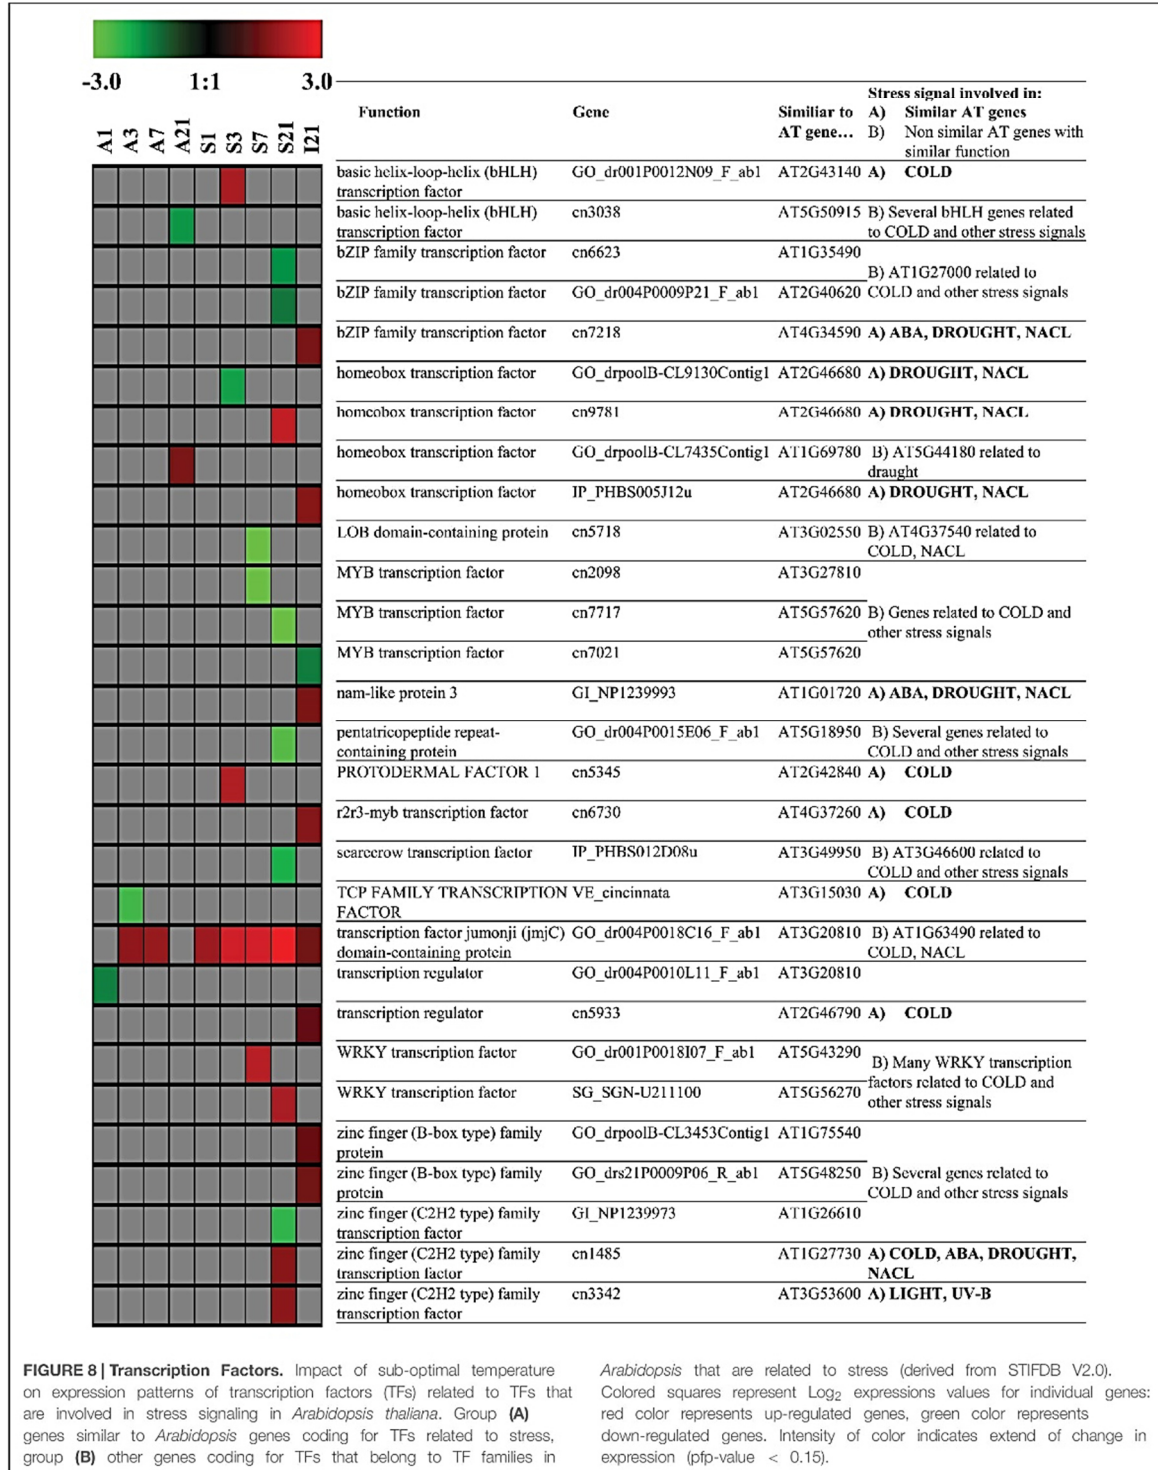 -3.0 1:1 3.0
A1 A3 A7 A21 S1 S3 S7 S21 I21
Function Gene Similiar to AT gene... Stress signal involved in:
A) Similar AT genes
B) Non similar AT genes with similar function
basic helix-loop-helix (bHLH) GO_dr001P0012N09_F_ab1 AT2G43140 A) COLD
transcription factor
basic helix-loop-helix (bHLH) cn3038 AT5G50915 B) Several bHLH genes related
transcription factor to COLD and other stress signals
bZIP family transcription factor cn6623 AT1G35490
B) AT1G27000 related to
bZIP family transcription factor GO_dr004P0009P21_F_ab1 AT2G40620 COLD and other stress signals
bZIP family transcription factor cn7218 AT4G34590 A) ABA, DROUGHT, NACL
homeobox transcription factor GO_drpoolB-CL9130Contig1 AT2G46680 A) DROUGHT, NACL
homeobox transcription factor cn9781 AT2G46680 A) DROUGHT, NACL
homeobox transcription factor GO_drpoolB-CL7435Contig1 AT1G69780 B) AT5G44180 related to
draught
homeobox transcription factor IP_PHBS005J12u AT2G46680 A) DROUGHT, NACL
LOB domain-containing protein cn5718 AT3G02550 B) AT4G37540 related to
COLD, NACL
MYB transcription factor cn2098 AT3G27810
MYB transcription factor cn7717 AT5G57620 B) Genes related to COLD and
other stress signals
MYB transcription factor cn7021 AT5G57620
nam-like protein 3 GI_NP1239993 AT1G01720 A) ABA, DROUGHT, NACL
pentatricopeptide repeat- GO_dr004P0015E06_F_ab1 AT5G18950 B) Several genes related to
containing protein COLD and other stress signals
PROTODERMAL FACTOR 1 cn5345 AT2G42840 A) COLD
r2r3-myb transcription factor cn6730 AT4G37260 A) COLD
scarecrow transcription factor IP_PHBS012D08u AT3G49950 B) AT3G46600 related to
COLD and other stress signals
TCP FAMILY TRANSCRIPTION VE_cincinnata AT3G15030 A) COLD
FACTOR
transcription factor jumonji (jmjC) GO_dr004P0018C16_F_ab1 AT3G20810 B) AT1G63490 related to
domain-containing protein COLD, NACL
transcription regulator GO_dr004P0010L11_F_ab1 AT3G20810
transcription regulator cn5933 AT2G46790 A) COLD
WRKY transcription factor GO_dr001P0018I07_F_ab1 AT5G43290 B) Many WRKY transcription
factors related to COLD and
WRKY transcription factor SG_SGN-U211100 AT5G56270 other stress signals
zinc finger (B-box type) family GO_drpoolB-CL3453Contig1 AT1G75540
protein
zinc finger (B-box type) family GO_drs21P0009P06_R_ab1 AT5G48250 B) Several genes related to
protein COLD and other stress signals
zinc finger (C2H2 type) family GI_NP1239973 AT1G26610
transcription factor
zinc finger (C2H2 type) family cn1485 AT1G27730 A) COLD, ABA, DROUGHT,
transcription factor NACL
zinc finger (C2H2 type) family cn3342 AT3G53600 A) LIGHT, UV-B
transcription factor
FIGURE 8 | Transcription Factors. Impact of sub-optimal temperature
on expression patterns of transcription factors (TFs) related to TFs that
are involved in stress signaling in Arabidopsis thaliana. Group (A)
genes similar to Arabidopsis genes coding for TFs related to stress,
group (B) other genes coding for TFs that belong to TF families in
Arabidopsis that are related to stress (derived from STIFDB V2.0).
Colored squares represent Log2 expressions values for individual genes:
red color represents up-regulated genes, green color represents
down-regulated genes. Intensity of color indicates extend of change in
expression (pfp-value < 0.15).